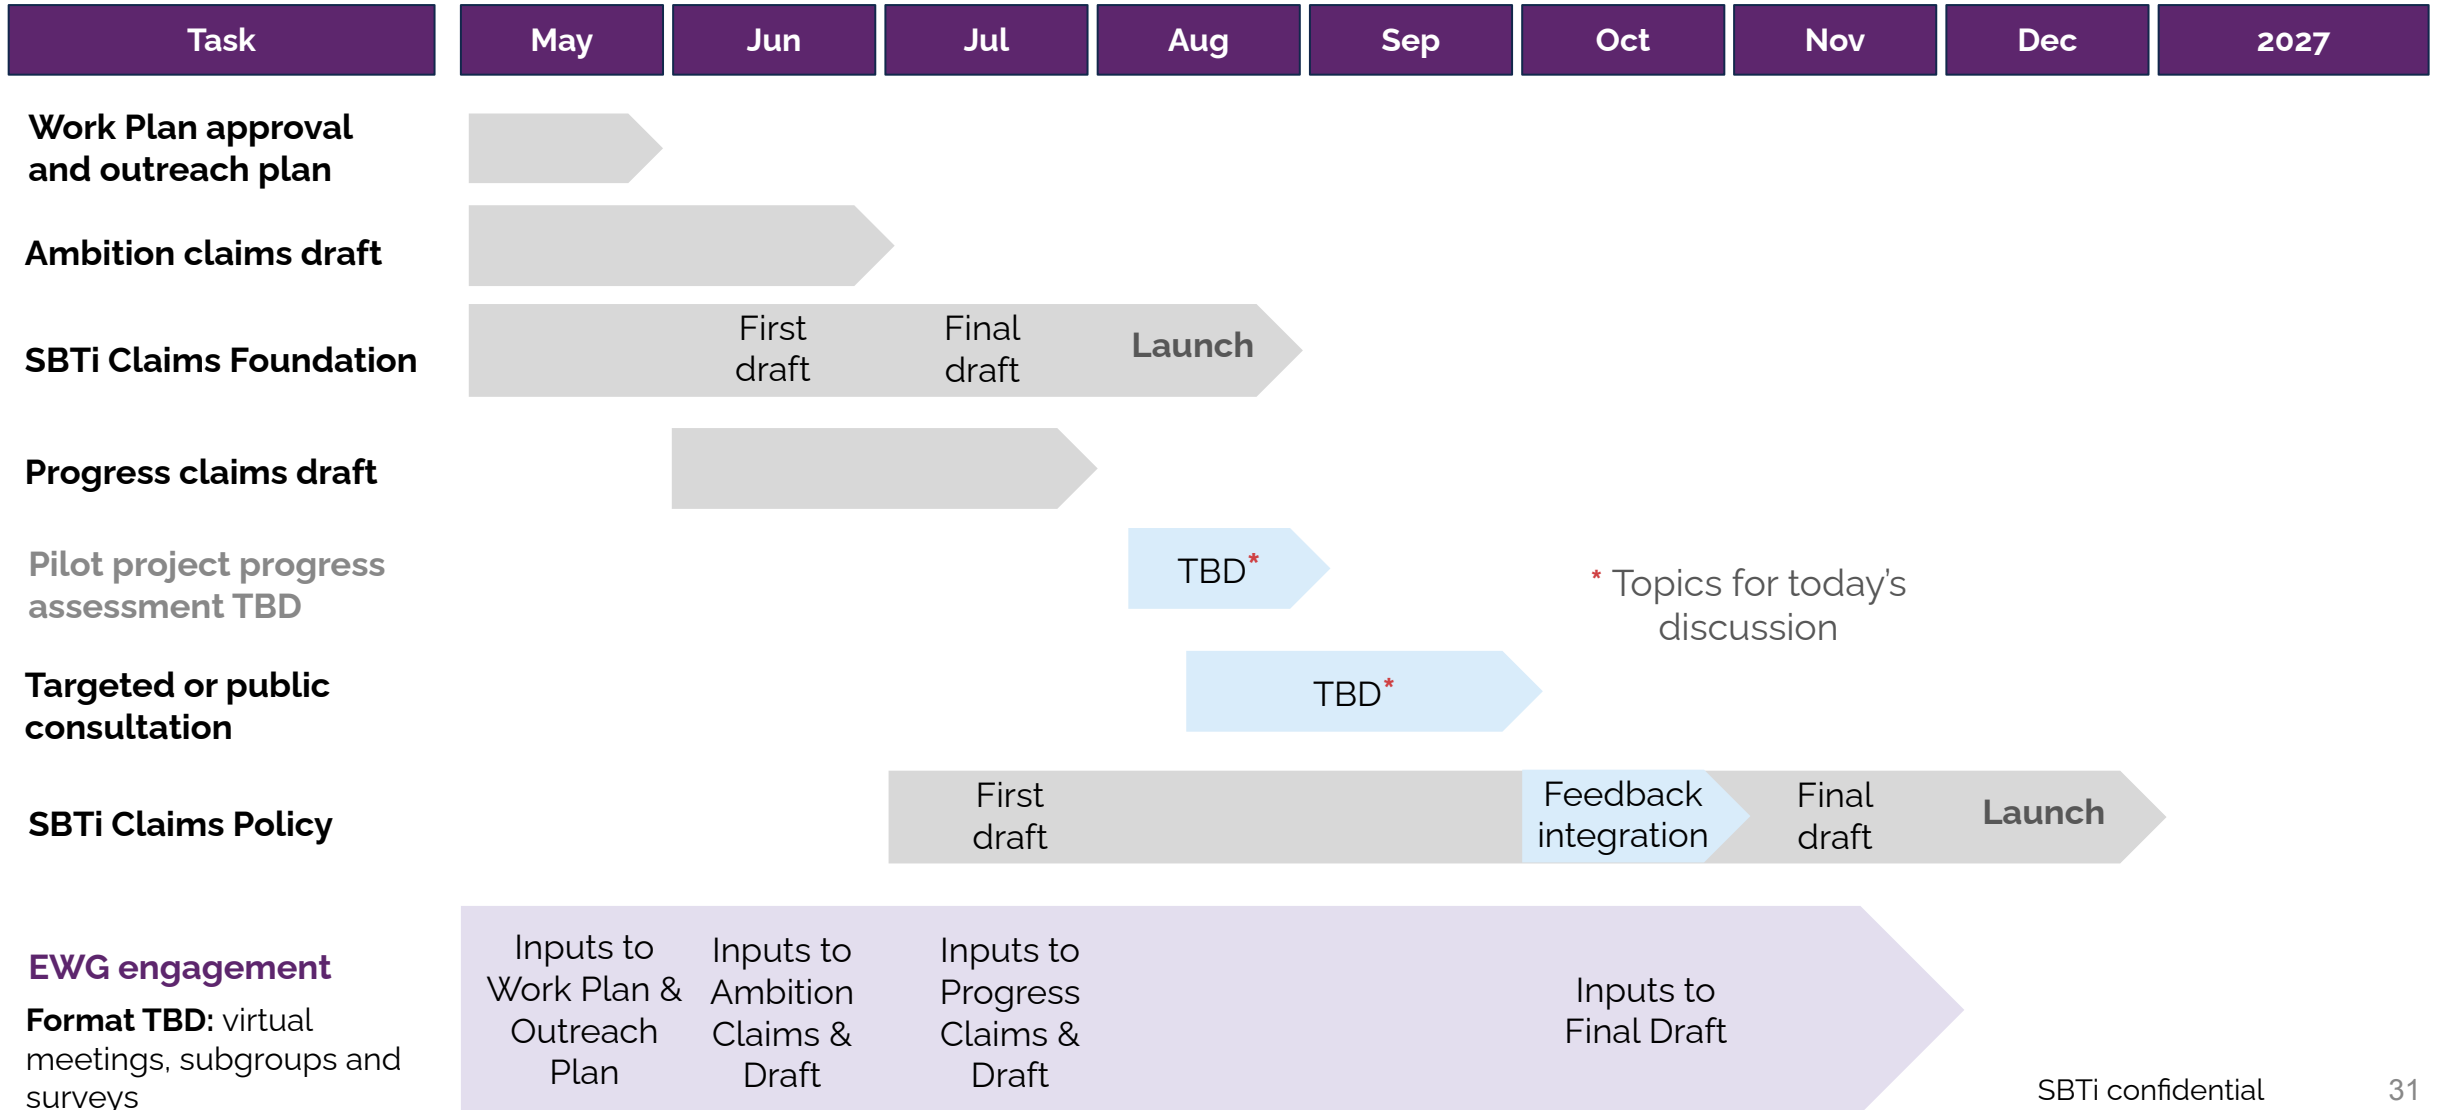 Task May Jun Jul Aug Sep Oct Nov Dec 2027
Work Plan approval
and outreach plan
Ambition claims draft
SBTi Claims Foundation
First
draft
Final
draft
Launch
Progress claims draft
Pilot project progress
assessment TBD
TBD*
* Topics for today's
discussion
Targeted or public
consultation
TBD*
SBTi Claims Policy
First
draft
Feedback
integration
Final
draft
Launch
EWG engagement
Format TBD: virtual
meetings, subgroups and
surveys
Inputs to
Work Plan &
Outreach
Plan
Inputs to
Ambition
Claims &
Draft
Inputs to
Progress
Claims &
Draft
Inputs to
Final Draft
SBTi confidential 31